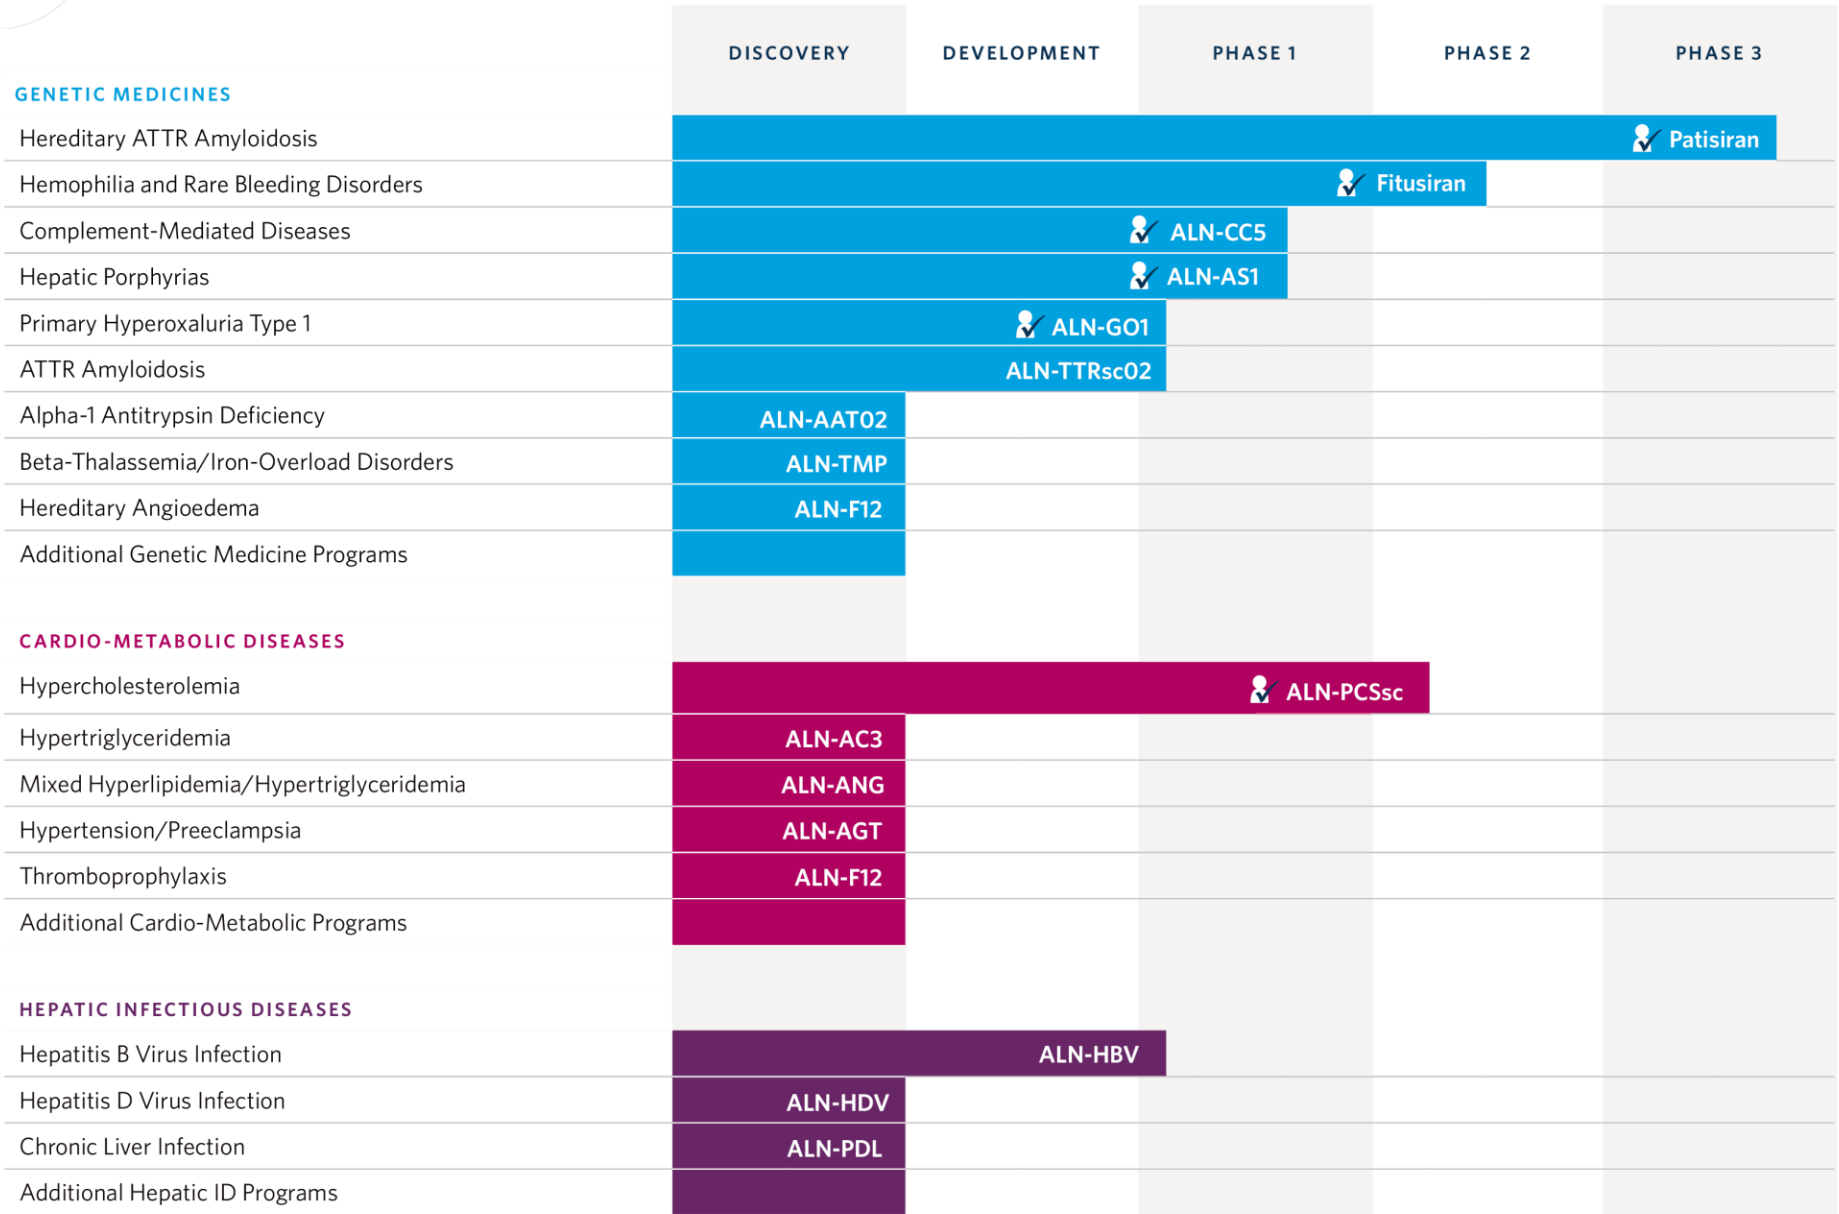 DISCOVERY DEVELOPMENT PHASE 1 PHASE 2 PHASE 3
GENETIC MEDICINES
Hereditary ATTR Amyloidosis Patisiran
Hemophilia and Rare Bleeding Disorders Fitusiran
Complement-Mediated Diseases ALN-CC5
Hepatic Porphyrias ALN-AS1
Primary Hyperoxaluria Type 1 ALN-GO1
ATTR Amyloidosis ALN-TTRsc02
Alpha-1 Antitrypsin Deficiency ALN-AAT02
Beta-Thalassemia/Iron-Overload Disorders ALN-TMP
Hereditary Angioedema ALN-F12
Additional Genetic Medicine Programs
CARDIO-METABOLIC DISEASES
Hypercholesterolemia ALN-PCSsc
Hypertriglyceridemia ALN-AC3
Mixed Hyperlipidemia/Hypertriglyceridemia ALN-ANG
Hypertension/Preeclampsia ALN-AGT
Thromboprophylaxis ALN-F12
Additional Cardio-Metabolic Programs
HEPATIC INFECTIOUS DISEASES
Hepatitis B Virus Infection ALN-HBV
Hepatitis D Virus Infection ALN-HDV
Chronic Liver Infection ALN-PDL
Additional Hepatic ID Programs